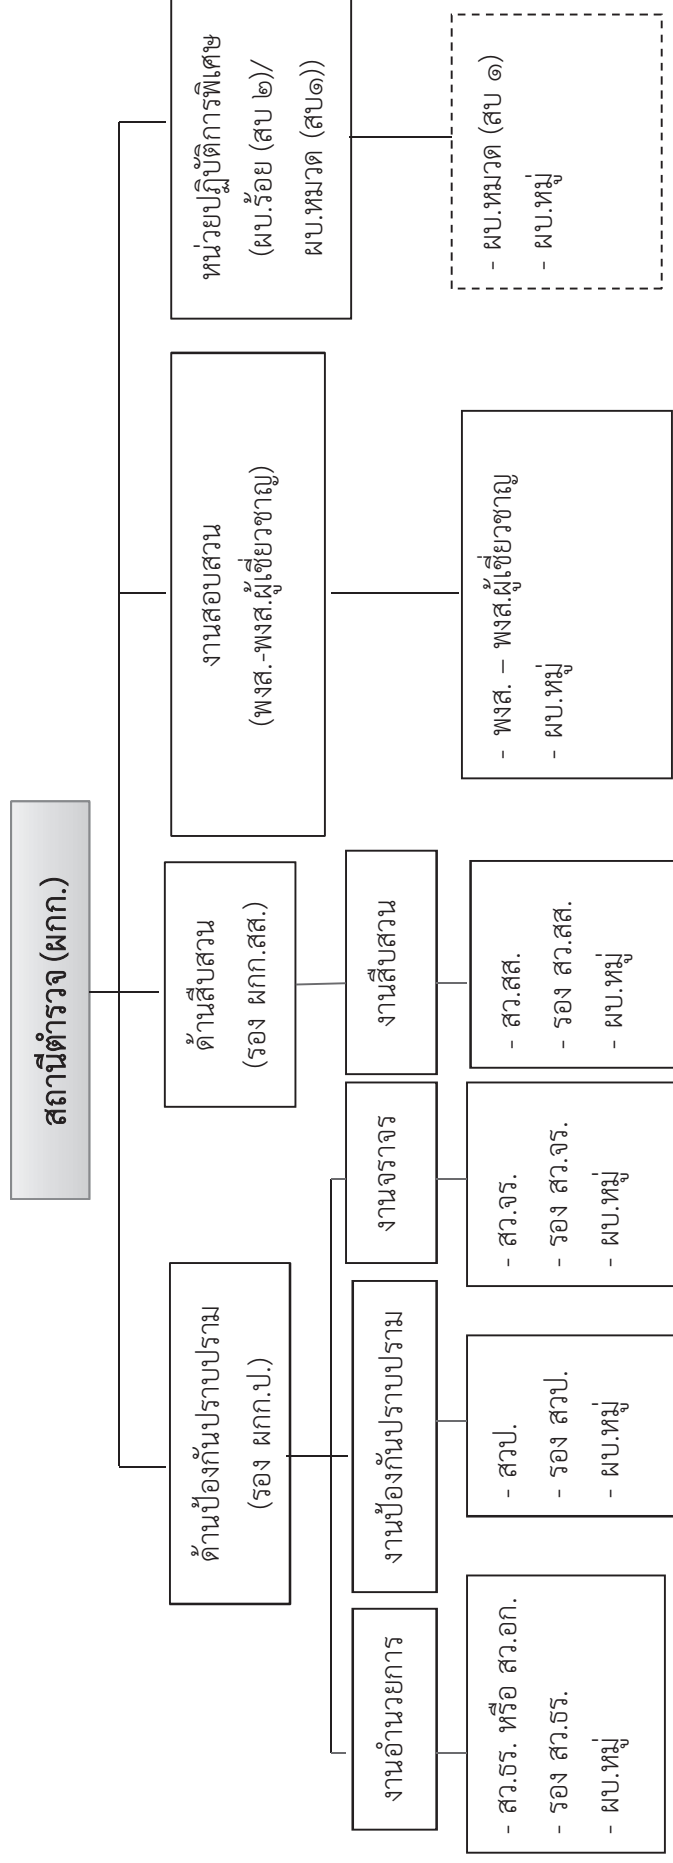 สถานีตำรวจ (ผกก.)
ด้านป้องกันปราบปราม
(รอง ผกก.ป.)
ด้านสืบสวน
(รอง ผกก.สส.)
งานสอบสวน
(พงส.-พงส.ผู้เชี่ยวชาญ)
หน่วยปฏิบัติการพิเศษ
(ผบ.ร้อย (สบ ๒)/
ผบ.หมวด (สบ๑))
งานอำนวยการ
งานป้องกันปราบปราม
งานจราจร
งานสืบสวน
- สว.ธร. หรือ สว.อก.
- รอง สว.ธร.
- ผบ.หมู่
- สวป.
- รอง สวป.
- ผบ.หมู่
- สว.จร.
- รอง สว.จร.
- ผบ.หมู่
- สว.สส.
- รอง สว.สส.
- ผบ.หมู่
- พงส. – พงส.ผู้เชี่ยวชาญ
- ผบ.หมู่
- ผบ.หมวด (สบ ๑)
- ผบ.หมู่